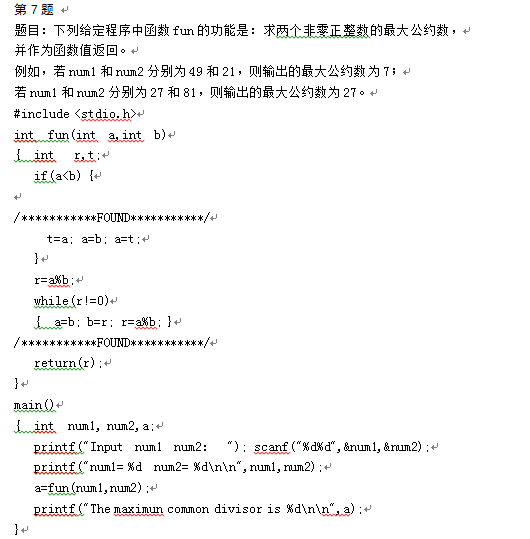 第 7 题
题目：下列给定程序中函数 fun 的功能是：求两个非零正整数的最大公约数，
并作为函数值返回。
例如，若 num1 和 num2 分别为 49 和 21，则输出的最大公约数为 7；
若 num1 和 num2 分别为 27 和 81，则输出的最大公约数为 27。
#include <stdio.h>
int  fun(int  a,int  b)
{  int   r,t;
if(a<b) {
/***********FOUND***********/
t=a; a=b; a=t;
}
r=a%b;
while(r!=0)
{  a=b; b=r; r=a%b; }
/***********FOUND***********/
return(r);
}
main()
{  int  num1, num2,a;
printf("Input  num1  num2:   "); scanf("%d%d",&num1,&num2);
printf("num1= %d  num2= %d\n\n",num1,num2);
a=fun(num1,num2);
printf("The maximun common divisor is %d\n\n",a);
}